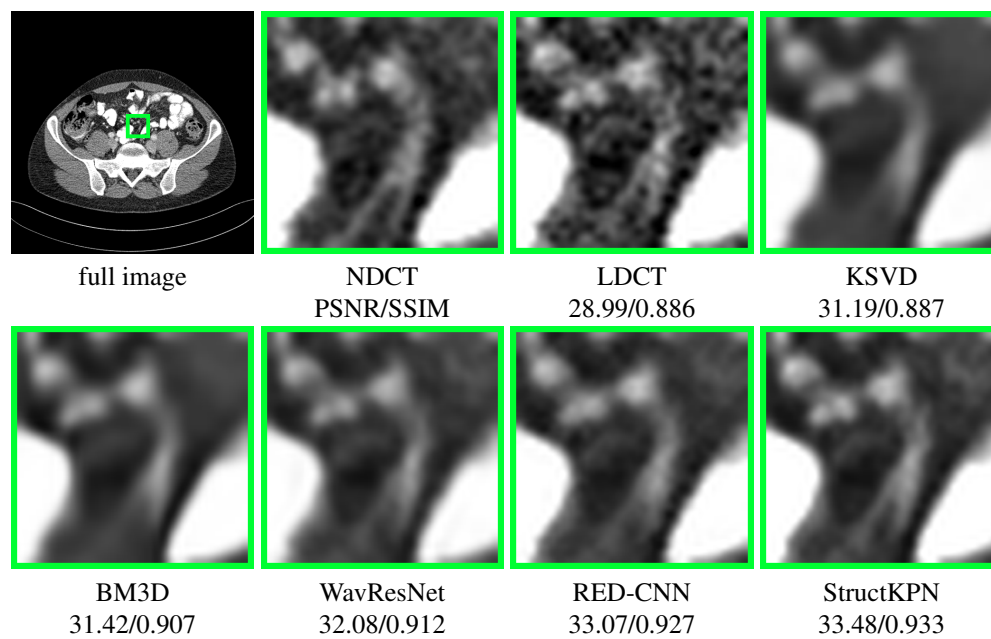 full image
NDCT
PSNR/SSIM
LDCT
28.99/0.886
KSVD
31.19/0.887
BM3D
31.42/0.907
WavResNet
32.08/0.912
RED-CNN
33.07/0.927
StructKPN
33.48/0.933